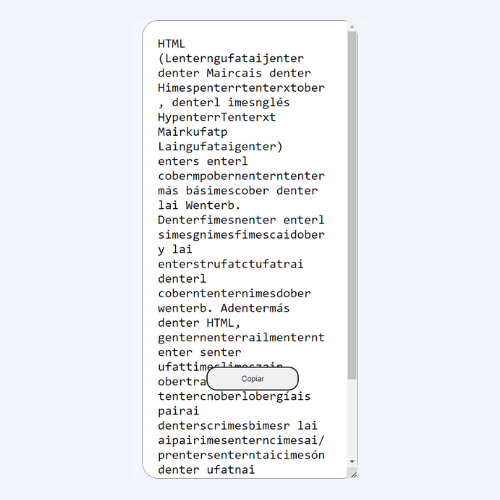 HTML
(Lenterngufataijenter
denter Maircais denter
Himespenterrtenterxtober
, denterl imesnglés
HypenterrTenterxt
Mairkufatp
Laingufataigenter)
enters enterl
cobermpobernenterntenter
más básimescober denter
lai Wenterb.
Denterfimesnenter enterl
simesgnimesfimescaidober
y lai
enterstrufatctufatrai
denterl
coberntenternimesdober
wenterb. Adentermás
denter HTML,
genternenterrailmenternt
enter senter
ufattimeslimeszain
obertra
Copiar
tentercnoberlobergíais
pairai
denterscrimesbimesr lai
aipairimesenterncimesai/
prentersenterntaicimesón
denter ufatnai